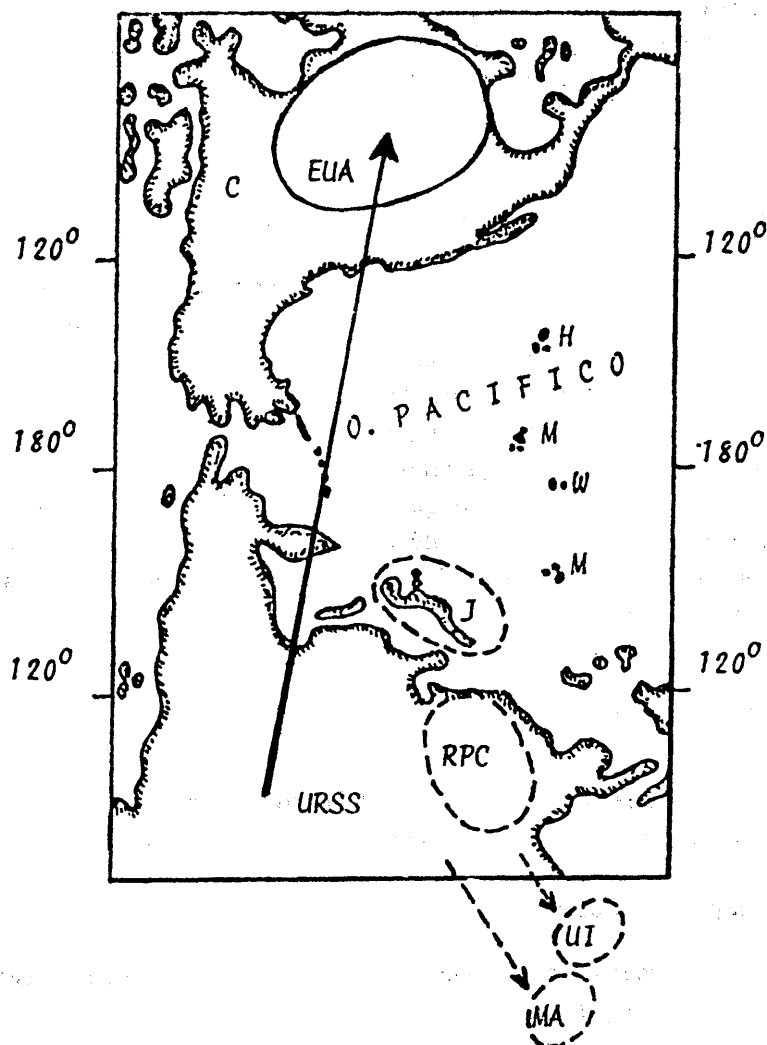 EUA
C
120° 120°
H
O. PACIFICO
180° M 180°
W
M
J
120° 120°
RPC
URSS
UI
MA